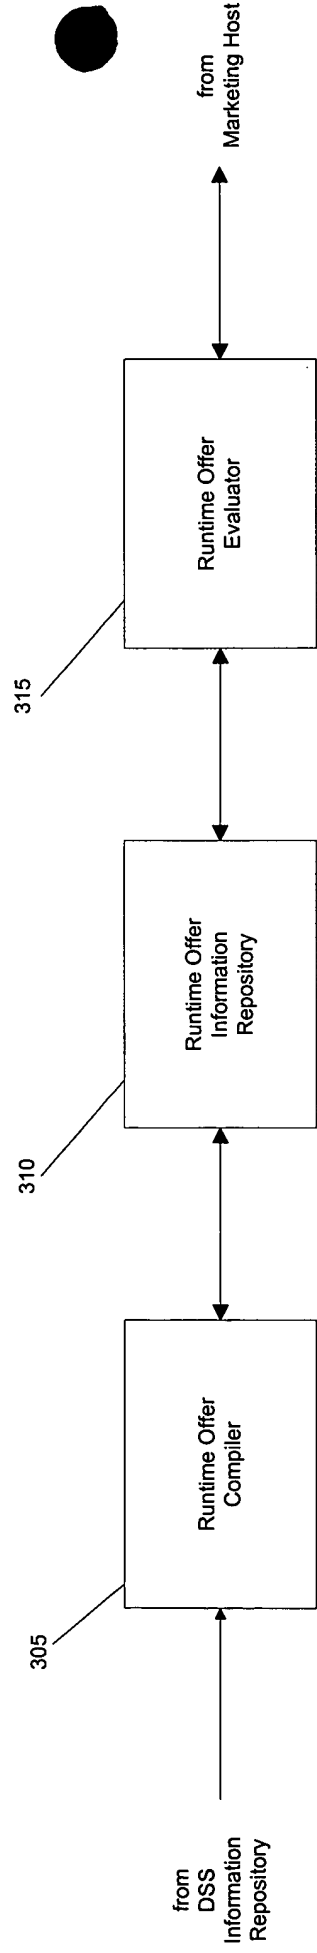 from
DSS
Information
Repository
305
Runtime Offer
Compiler
310
Runtime Offer
Information
Repository
315
Runtime Offer
Evaluator
from
Marketing Host